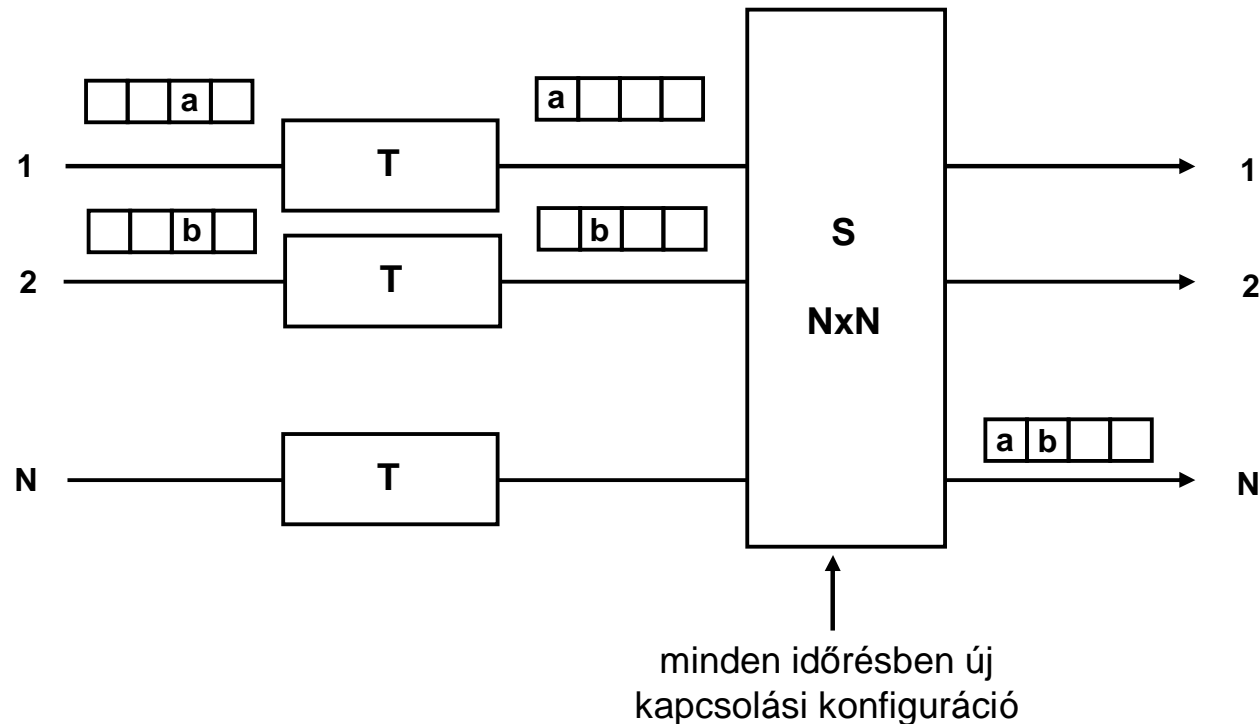 a a
1 T 1
b b S
2 T 2
NxN
a b
N T N
minden időrésben új
kapcsolási konfiguráció